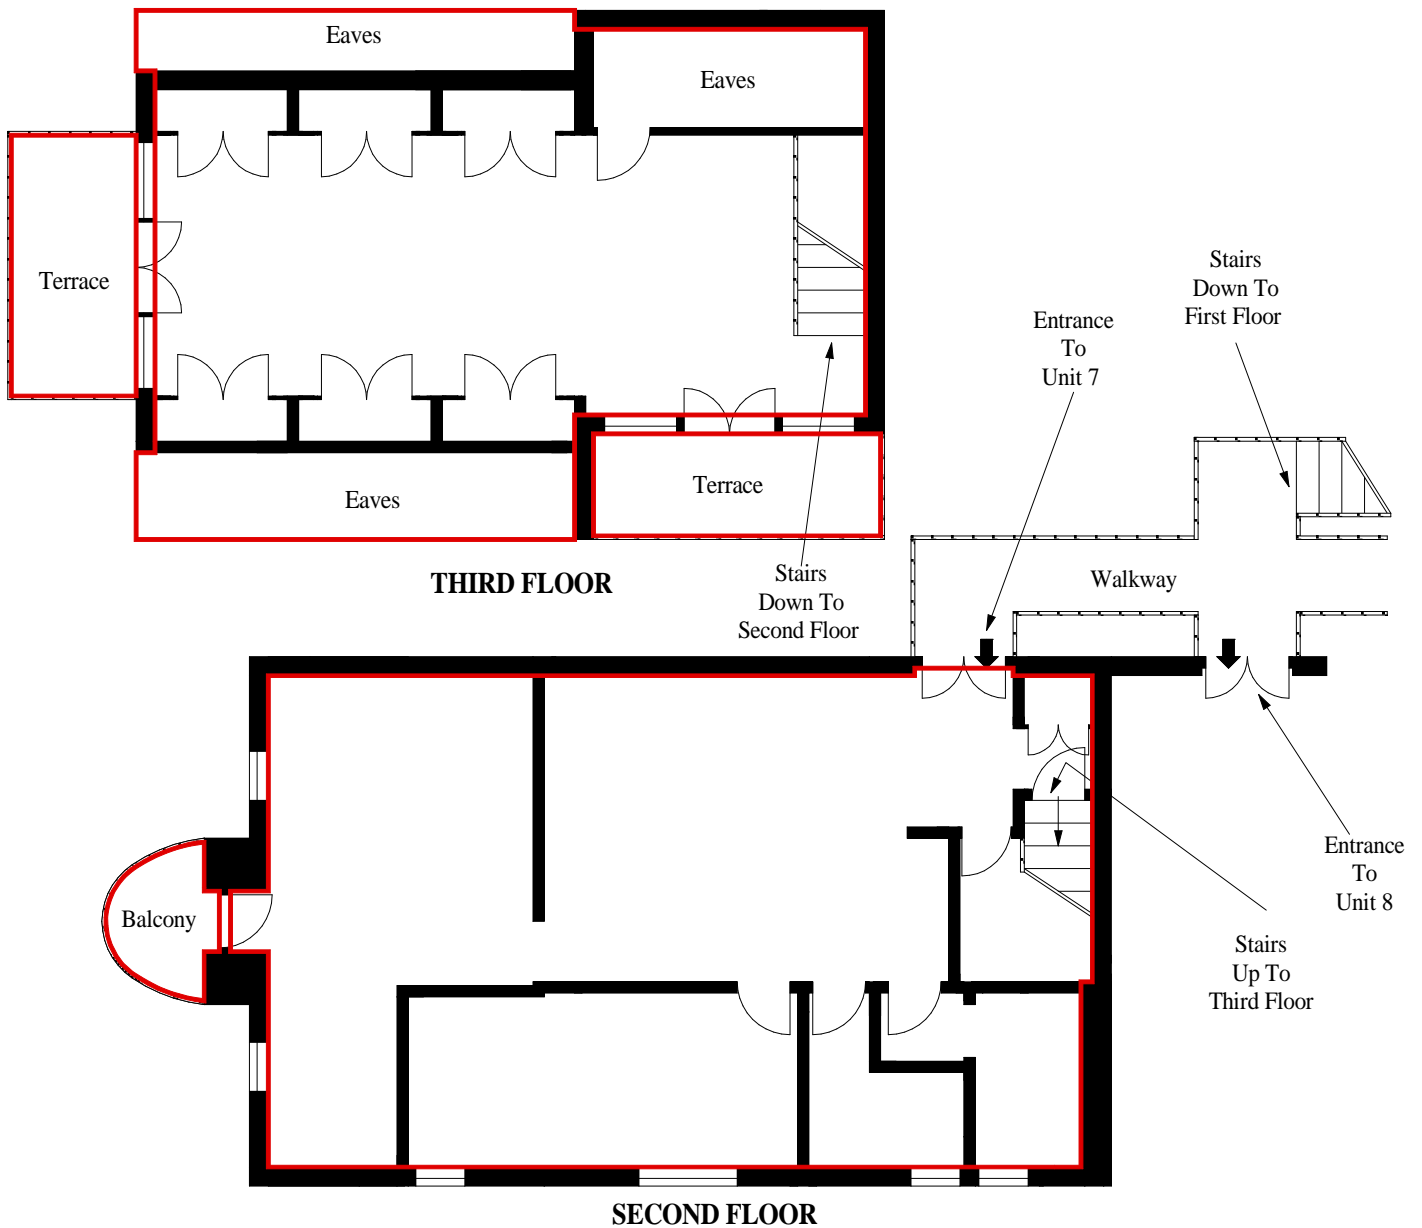 Eaves
Eaves
Terrace
Eaves
Terrace
THIRD FLOOR
Stairs
Down To
Second Floor
Entrance
To
Unit 7
Stairs
Down To
First Floor
Walkway
Balcony
Entrance
To
Unit 8
Stairs
Up To
Third Floor
SECOND FLOOR